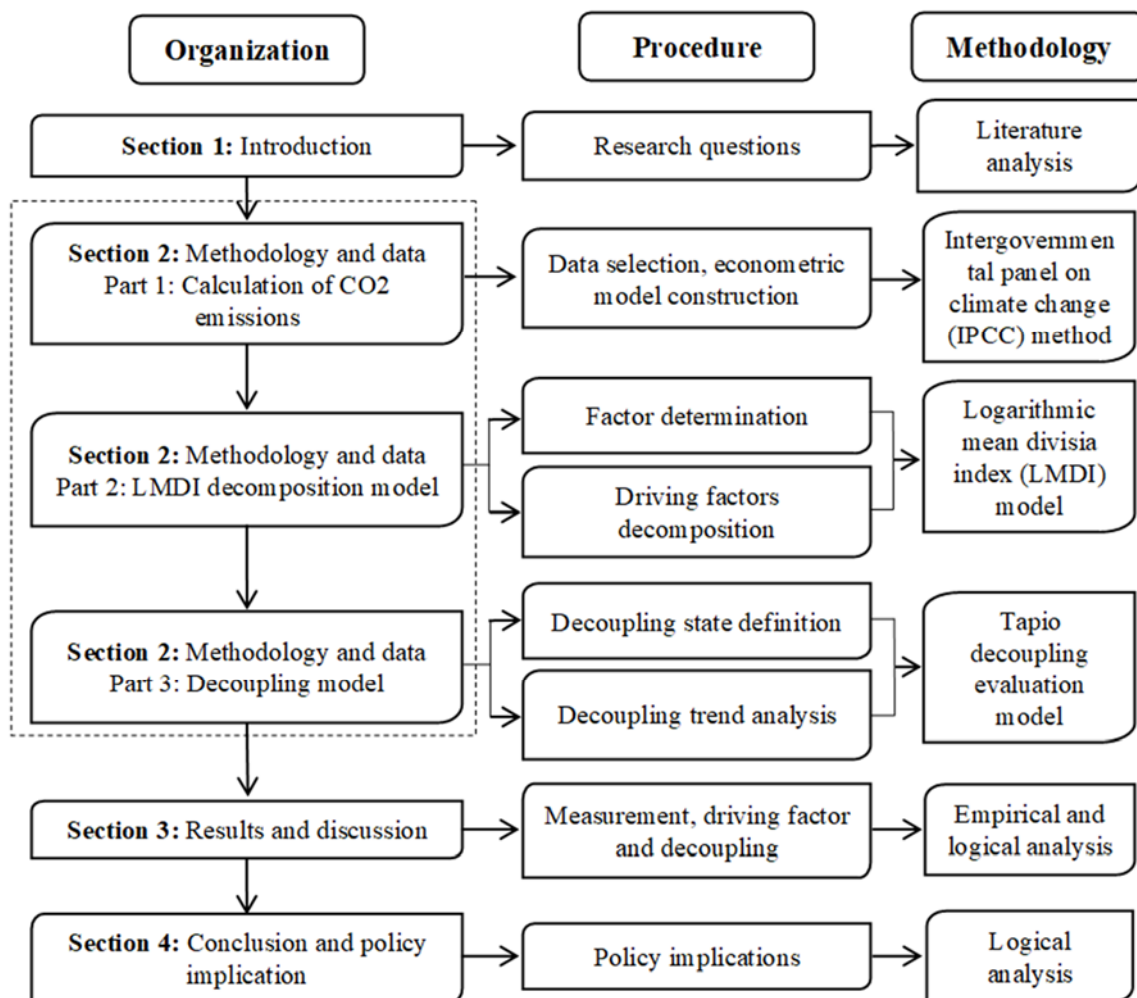 Organization
Procedure
Methodology
Section 1: Introduction
Research questions
Literature
analysis
Section 2: Methodology and data
Part 1: Calculation of CO2
emissions
Data selection, econometric
model construction
Intergovernmen
tal panel on
climate change
(IPCC) method
Section 2: Methodology and data
Part 2: LMDI decomposition model
Factor determination
Driving factors
decomposition
Logarithmic
mean divisia
index (LMDI)
model
Section 2: Methodology and data
Part 3: Decoupling model
Decoupling state definition
Decoupling trend analysis
Tapio
decoupling
evaluation
model
Section 3: Results and discussion
Measurement, driving factor
and decoupling
Empirical and
logical analysis
Section 4: Conclusion and policy
implication
Policy implications
Logical
analysis